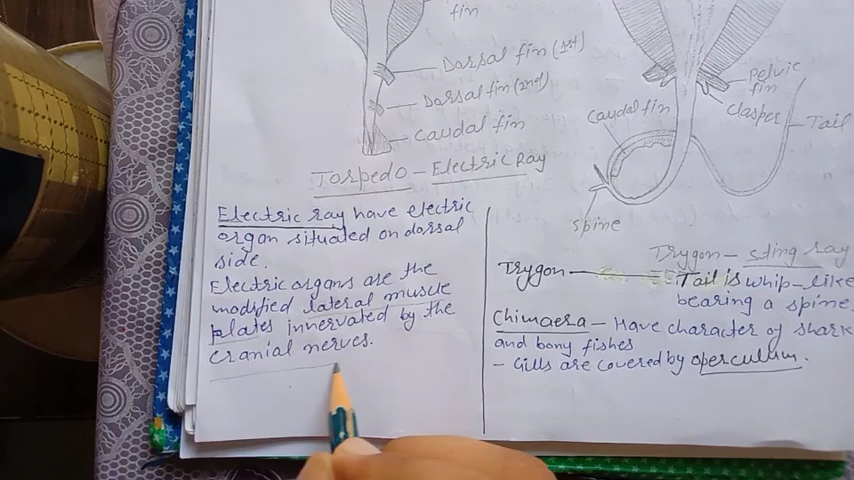 fin
Dorsal fin (1st)
Dorsal fin (2nd)
Caudal fin
Torpedo - Electric Ray
Pelvic
fin
Clasper
Caudal fin
Tail
spine
Trygon - sting ray
Electric ray have electric
organ situated on dorsal
side.
Electric organs are the
modified lateral muscle
plates innervated by the
cranial nerves.
Trygon Tail is whip-like
bearing a spine.
Chimaera - Have character of shark
and bony fishes
- Gills are covered by operculum.